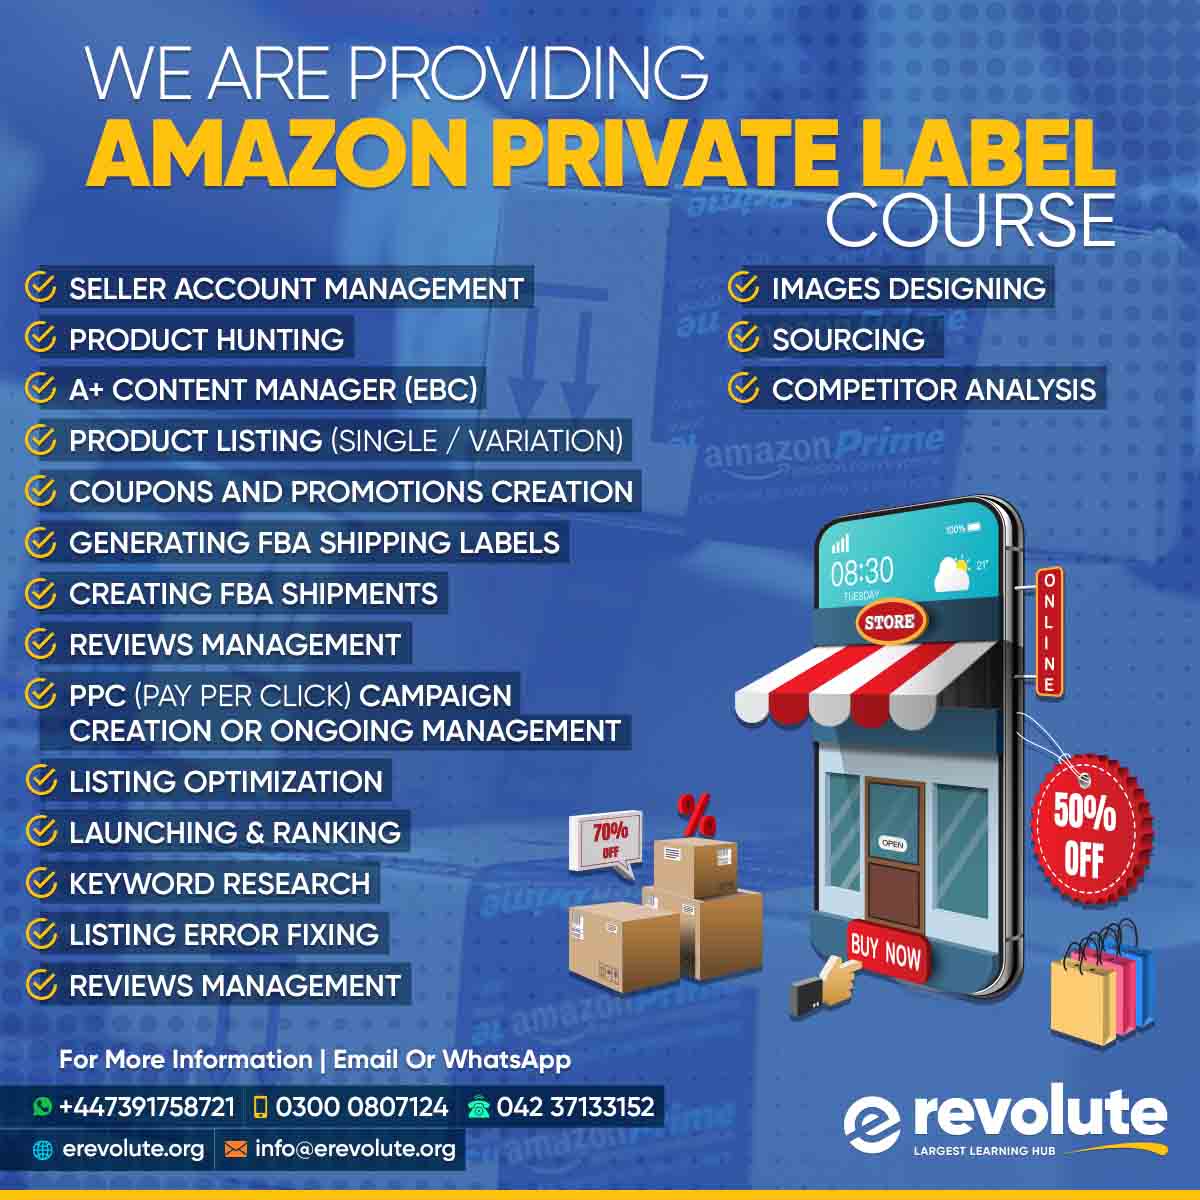 WE ARE PROVIDING
AMAZON PRIVATE LABEL
COURSE
SELLER ACCOUNT MANAGEMENT
PRODUCT HUNTING
A+ CONTENT MANAGER (EBC)
PRODUCT LISTING (SINGLE / VARIATION)
COUPONS AND PROMOTIONS CREATION
GENERATING FBA SHIPPING LABELS
CREATING FBA SHIPMENTS
REVIEWS MANAGEMENT
PPC (PAY PER CLICK) CAMPAIGN
CREATION OR ONGOING MANAGEMENT
LISTING OPTIMIZATION
LAUNCHING & RANKING
KEYWORD RESEARCH
LISTING ERROR FIXING
REVIEWS MANAGEMENT
IMAGES DESIGNING
SOURCING
COMPETITOR ANALYSIS
amazonPrime
100%
08:30
TUESDAY
21°
STORE
ONLINE
50%
OFF
70%
OFF
%
OPEN
BUY NOW
For More Information | Email Or WhatsApp
+447391758721
0300 0807124
042 37133152
erevolute.org
info@erevolute.org
e revolute
LARGEST LEARNING HUB